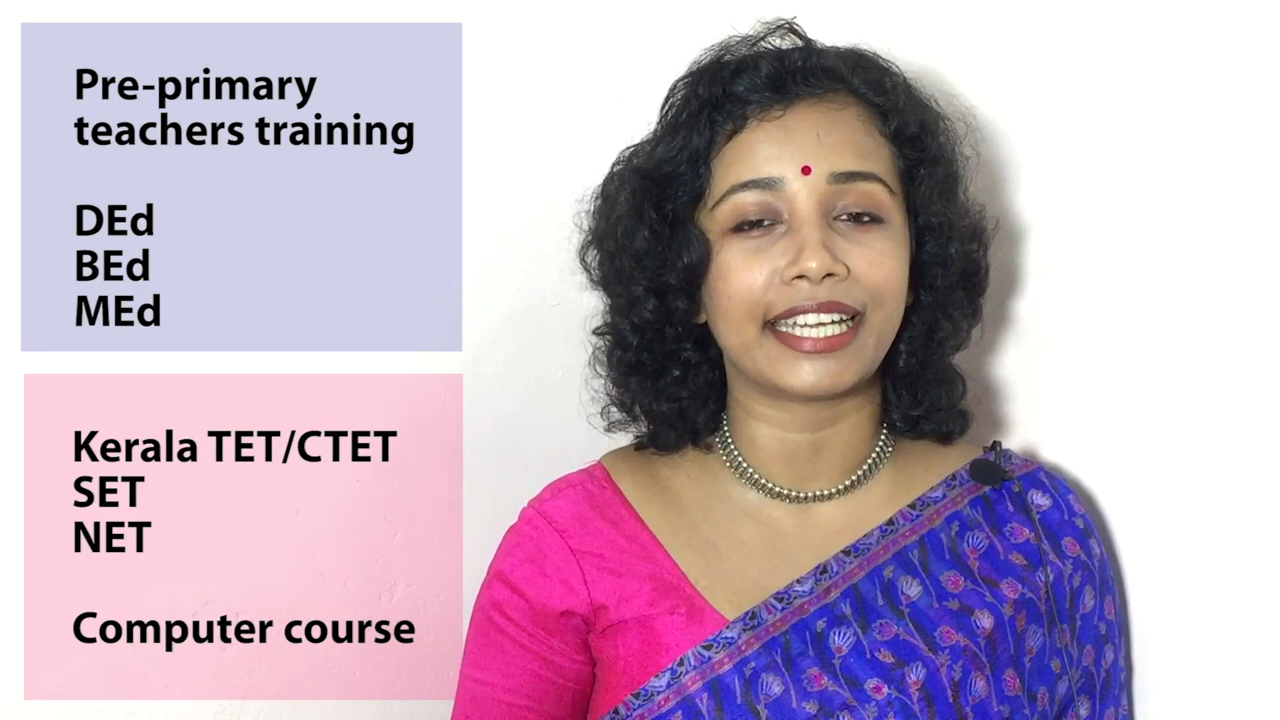 Pre-primary
teachers training
DEd
BEd
MEd
Kerala TET/CTET
SET
NET
Computer course